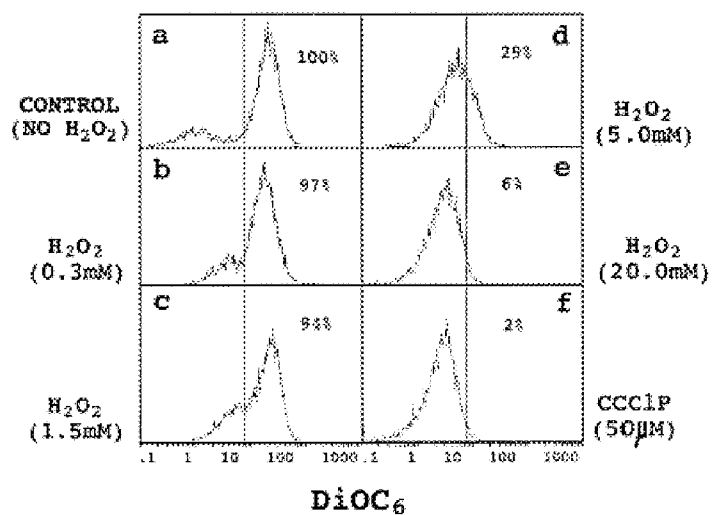 a
100%
CONTROL
(NO H₂O₂)
b
97%
H₂O₂
(0.3mM)
c
94%
H₂O₂
(1.5mM)
d
29%
H₂O₂
(5.0mM)
e
6%
H₂O₂
(20.0mM)
f
2%
CCClP
(50μM)
.1 1 10 100 1000 .1 1 10 100 1000
DiOC₆